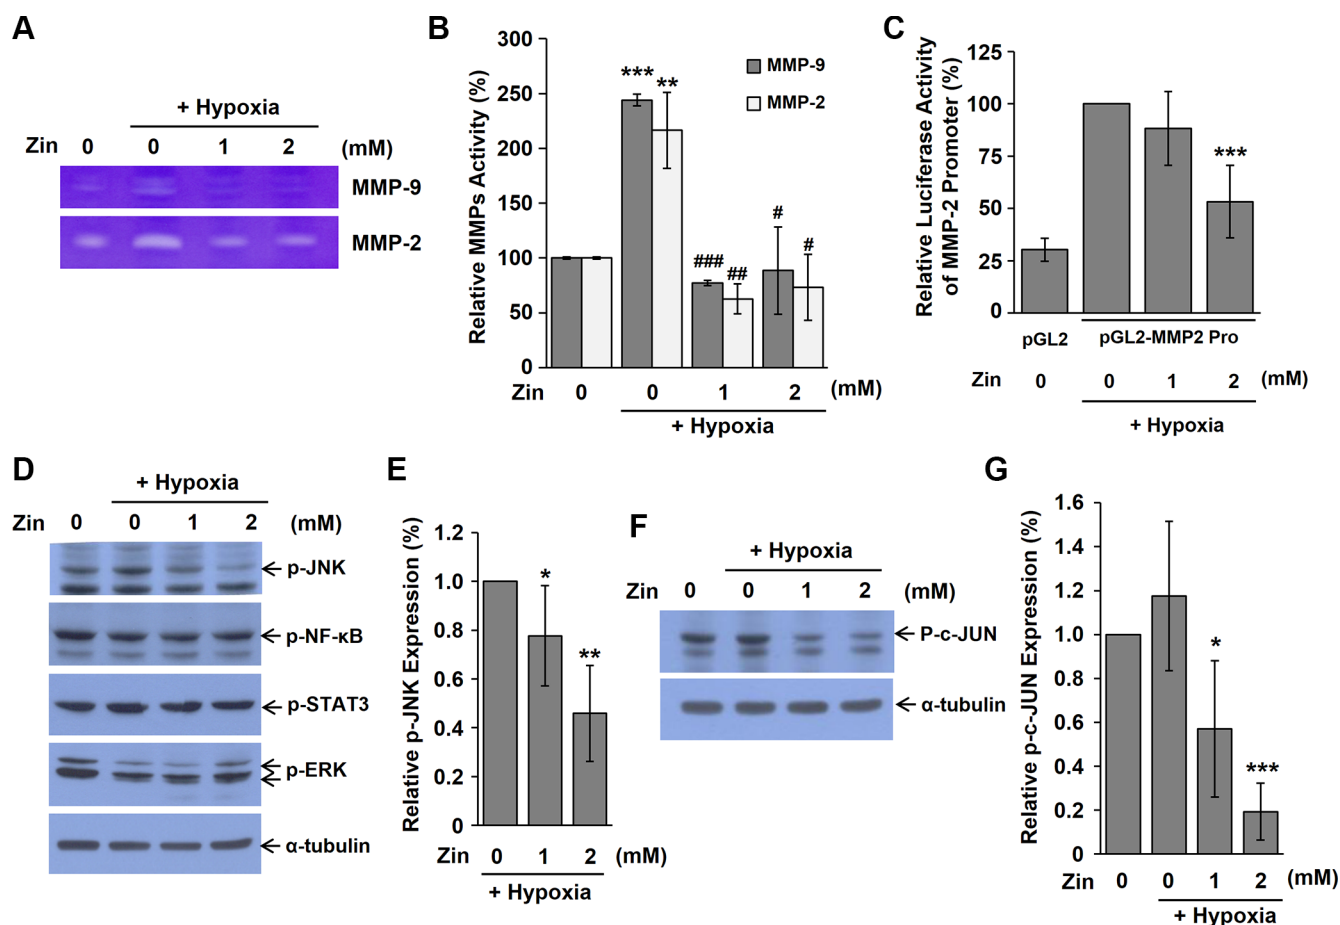 A
+ Hypoxia
Zin 0 0 1 2 (mM)
MMP-9
MMP-2
B
Relative MMPs Activity (%)
300
250
200
150
100
50
0
MMP-9
MMP-2
*** **
### ##
# #
Zin 0 0 1 2 (mM)
+ Hypoxia
C
Relative Luciferase Activity
of MMP-2 Promoter (%)
125
100
75
50
25
0
***
pGL2 pGL2-MMP2 Pro
Zin 0 0 1 2 (mM)
+ Hypoxia
D
+ Hypoxia
Zin 0 0 1 2 (mM)
p-JNK
p-NF-κB
p-STAT3
p-ERK
α-tubulin
E
Relative p-JNK Expression (%)
1.2
1.0
0.8
0.6
0.4
0.2
0
*
**
Zin 0 1 2 (mM)
+ Hypoxia
F
+ Hypoxia
Zin 0 0 1 2 (mM)
P-c-JUN
α-tubulin
G
Relative p-c-JUN Expression (%)
1.6
1.4
1.2
1.0
0.8
0.6
0.4
0.2
0
*
***
Zin 0 0 1 2 (mM)
+ Hypoxia